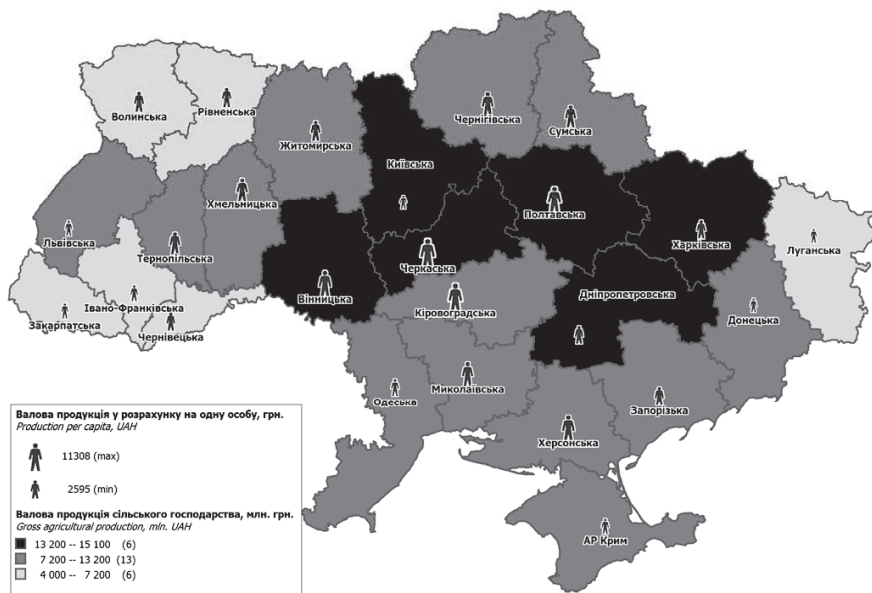 Волинська
Рівненська
Житомирська
Чернігівська
Сумська
Київська
Львівська
Тернопільська
Хмельницька
Полтавська
Харківська
Луганська
Черкаська
Вінницька
Кіровоградська
Дніпропетровська
Донецька
Закарпатська
Івано-Франківська
Чернівецька
Одеська
Миколаївська
Запорізька
Херсонська
АР Крим
Валова продукція у розрахунку на одну особу, грн.
Production per capita, UAH
11308 (max)
2595 (min)
Валова продукція сільського господарства, млн. грн.
Gross agricultural production, mln. UAH
13 200 -- 15 100 (6)
7 200 -- 13 200 (13)
4 000 -- 7 200 (6)